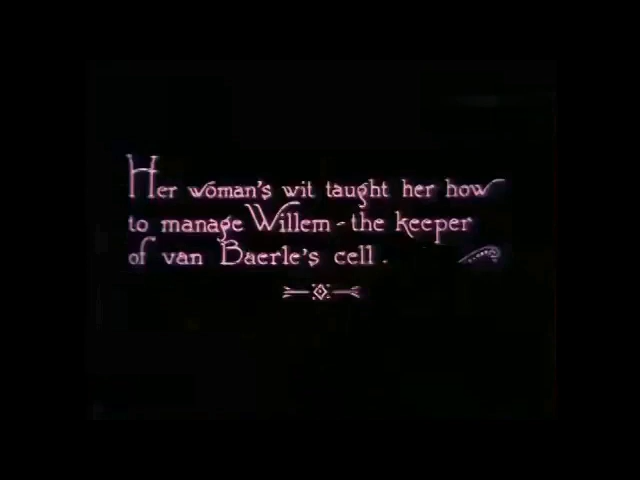 Her woman's wit taught her how
to manage Willem - the keeper
of van Baerle's cell.